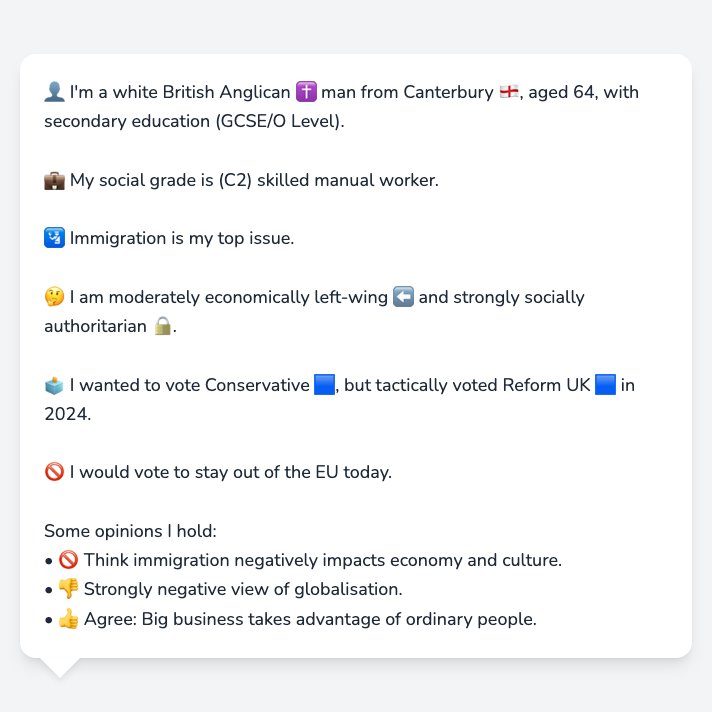 👤 I'm a white British Anglican ✝️ man from Canterbury 🏴󠁧󠁢󠁥󠁮󠁧󠁿, aged 64, with
secondary education (GCSE/O Level).
💼 My social grade is (C2) skilled manual worker.
🛂 Immigration is my top issue.
🤔 I am moderately economically left-wing ⬅️ and strongly socially
authoritarian 🔒.
🗳️ I wanted to vote Conservative 🟦, but tactically voted Reform UK 🟦 in
2024.
🚫 I would vote to stay out of the EU today.
Some opinions I hold:
• 🚫 Think immigration negatively impacts economy and culture.
• 👎 Strongly negative view of globalisation.
• 👍 Agree: Big business takes advantage of ordinary people.